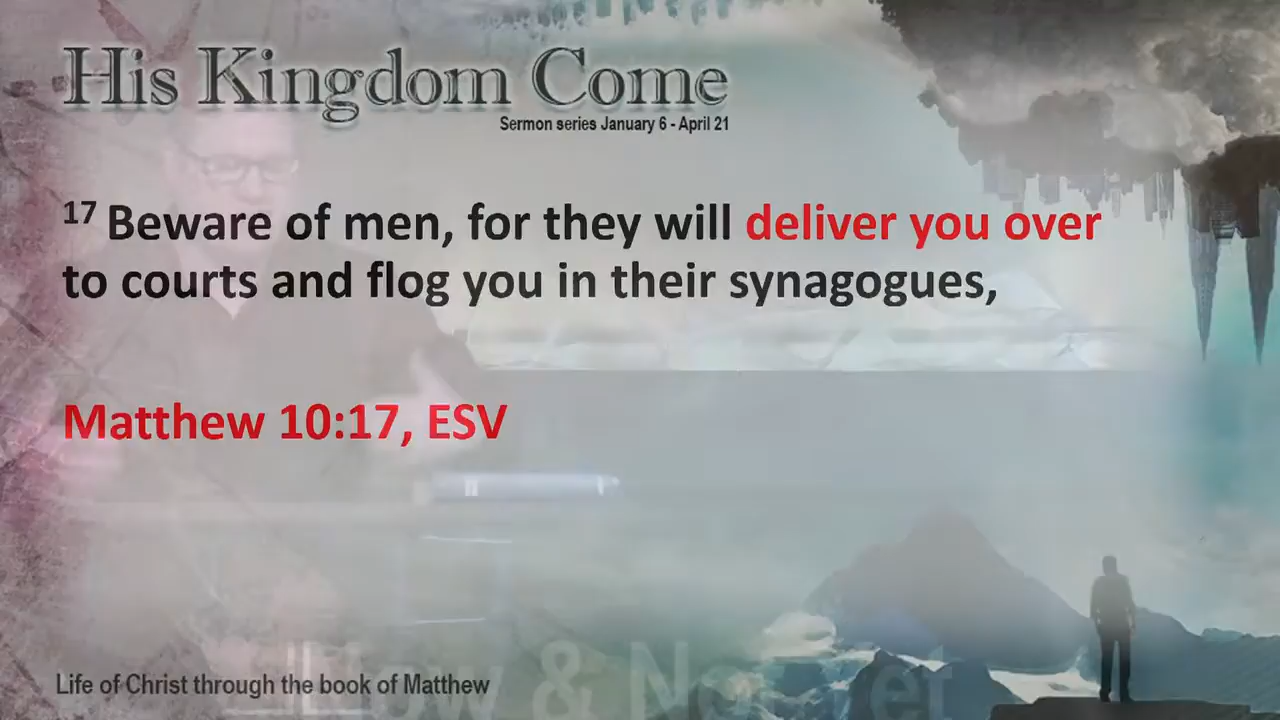 His Kingdom Come
Sermon series January 6 - April 21
17 Beware of men, for they will deliver you over
to courts and flog you in their synagogues,
Matthew 10:17, ESV
Now & Not
Life of Christ through the book of Matthew